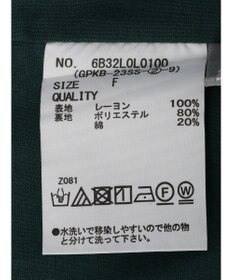 NO. 6B32L0L0100
(GPKB-23SS-②-9)
SIZE F
QUALITY
表地 レーヨン 100%
裏地 ポリエステル 80%
綿 20%
Z081
●水洗いで移染しやすいので他の物
と分けて洗って下さい。